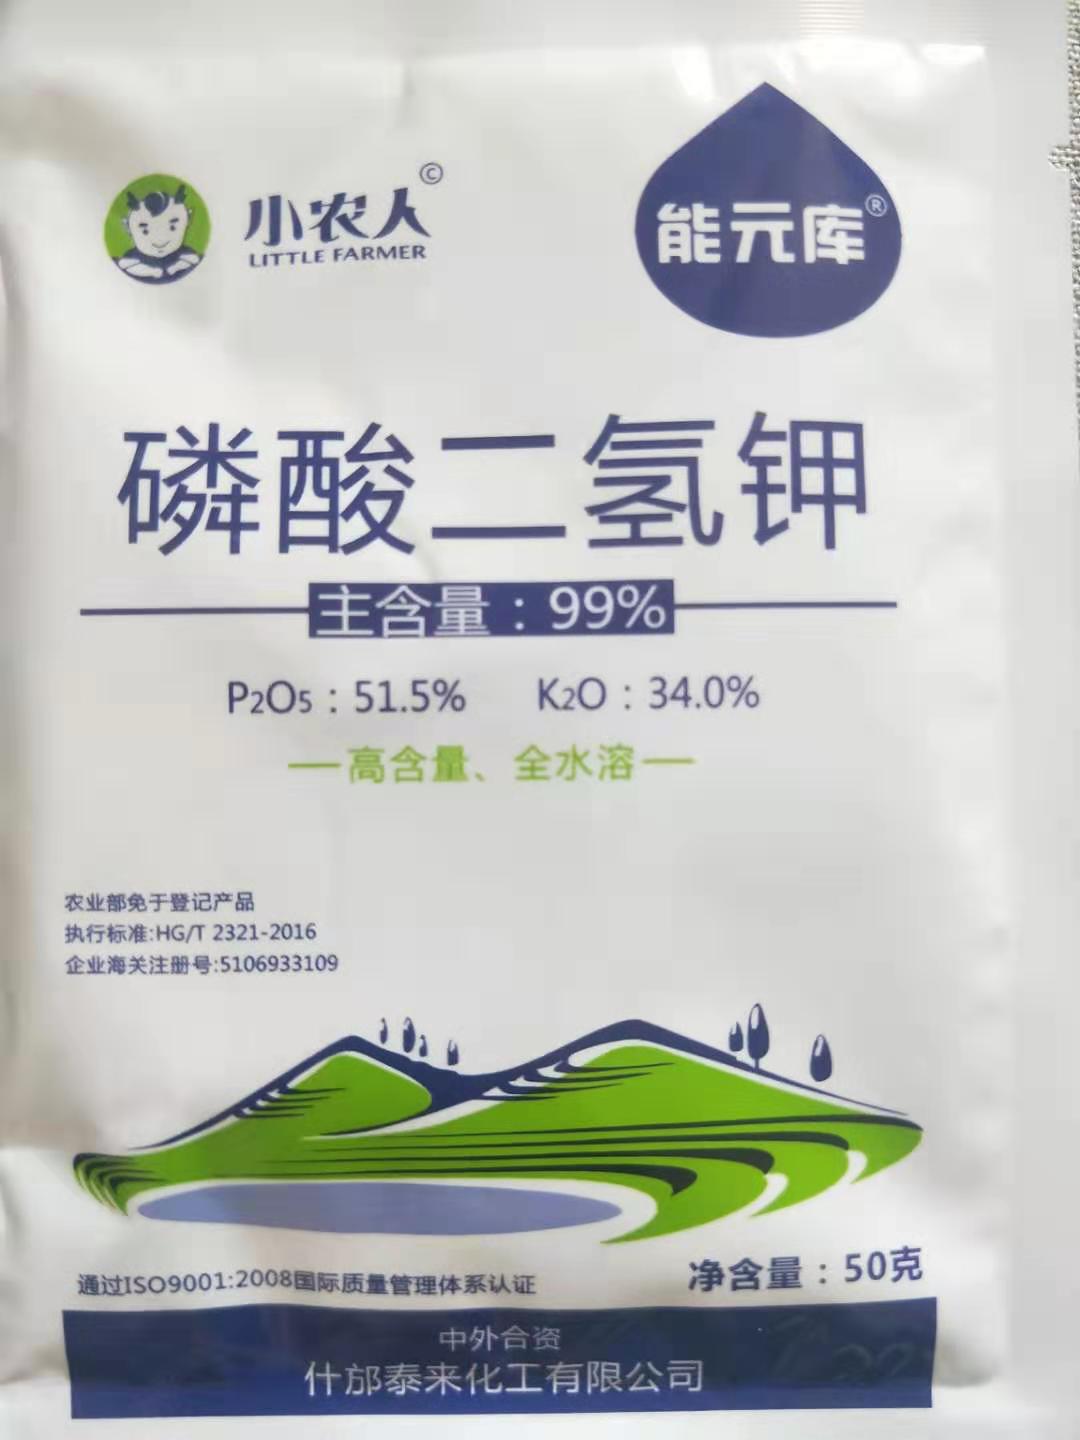 小农人©
LITTLE FARMER
能元库®
磷酸二氢钾
主含量：99%
P2O5：51.5% K2O：34.0%
高含量、全水溶
农业部免于登记产品
执行标准:HG/T 2321-2016
企业海关注册号:5106933109
通过ISO9001:2008国际质量管理体系认证
净含量：50克
中外合资
什邡泰来化工有限公司